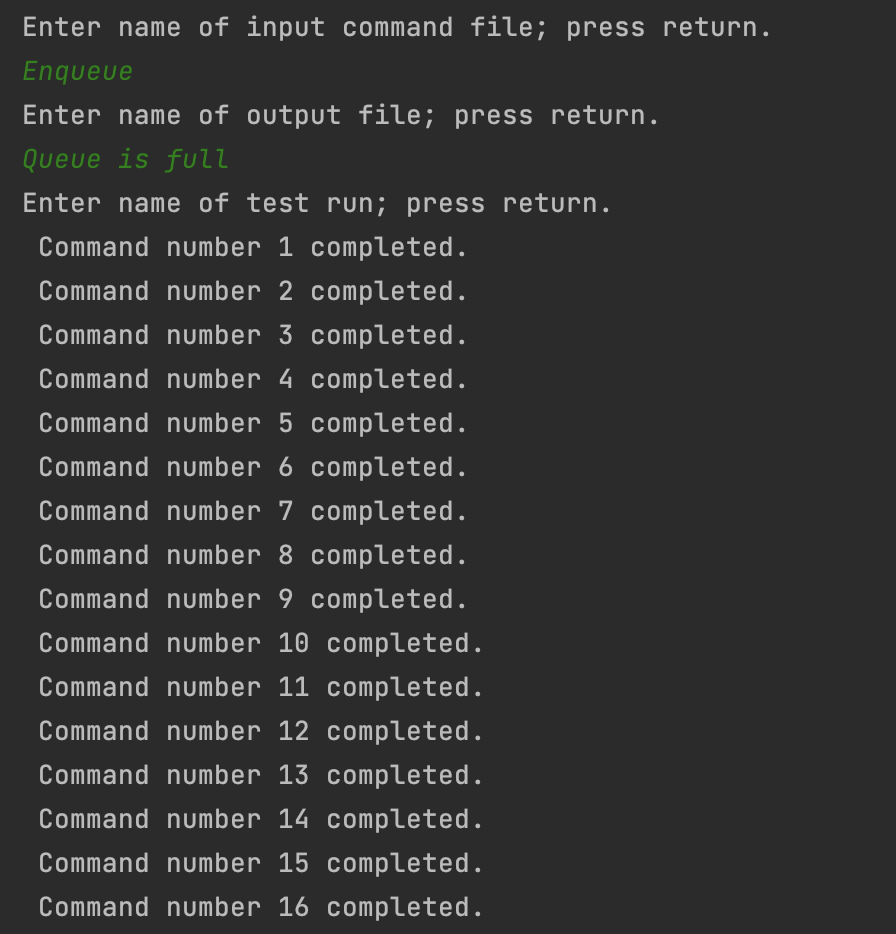 Enter name of input command file; press return.
Enqueue
Enter name of output file; press return.
Queue is full
Enter name of test run; press return.
Command number 1 completed.
Command number 2 completed.
Command number 3 completed.
Command number 4 completed.
Command number 5 completed.
Command number 6 completed.
Command number 7 completed.
Command number 8 completed.
Command number 9 completed.
Command number 10 completed.
Command number 11 completed.
Command number 12 completed.
Command number 13 completed.
Command number 14 completed.
Command number 15 completed.
Command number 16 completed.